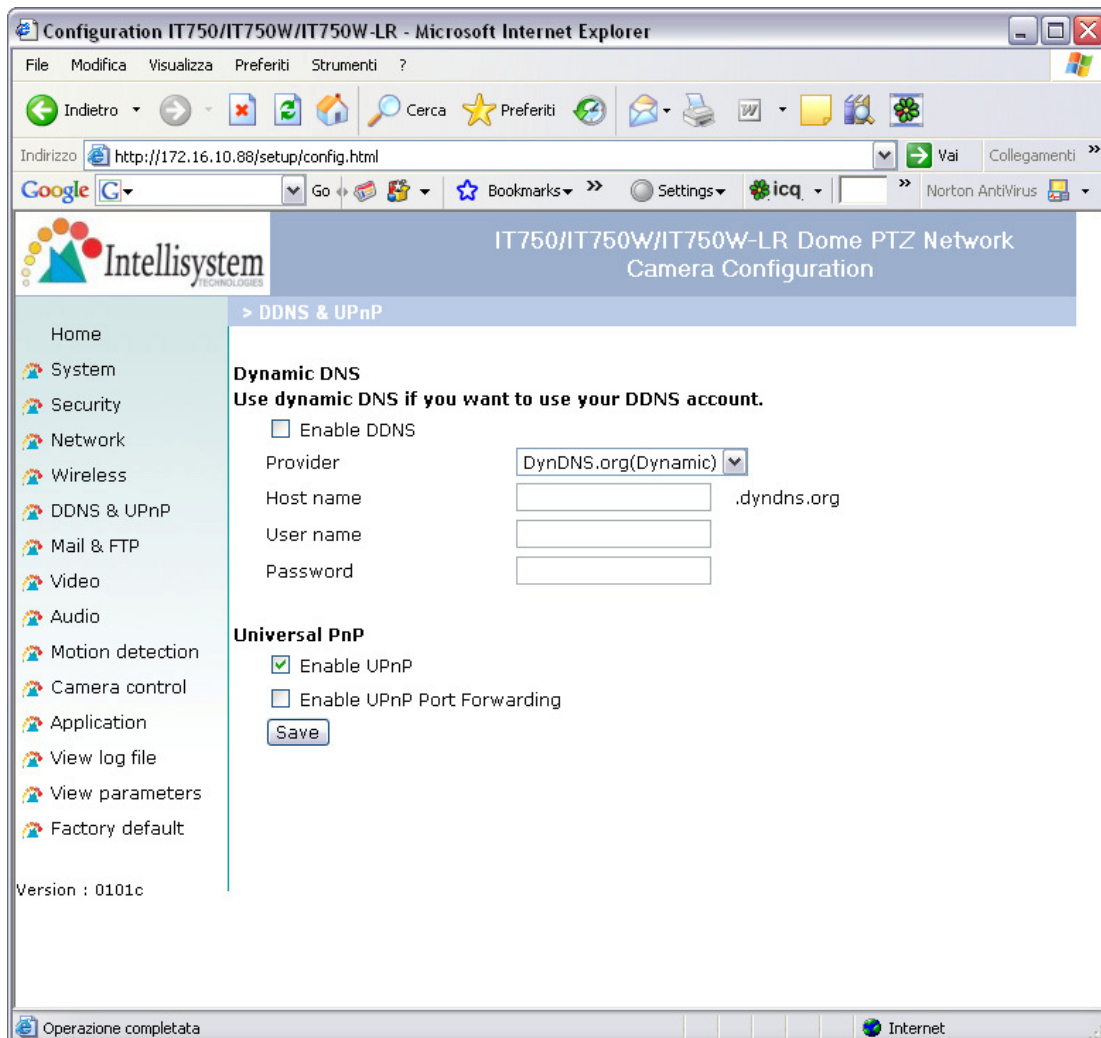 Configuration IT750/IT750W/IT750W-LR - Microsoft Internet Explorer
File Modifica Visualizza Preferiti Strumenti ?
Indietro Cerca Preferiti
Indirizzo http://172.16.10.88/setup/config.html Vai Collegamenti »
Google G Go Bookmarks » Settings icq » Norton AntiVirus
Intellisystem
TECHNOLOGIES
IT750/IT750W/IT750W-LR Dome PTZ Network
Camera Configuration
> DDNS & UPnP
Home
System
Security
Network
Wireless
DDNS & UPnP
Mail & FTP
Video
Audio
Motion detection
Camera control
Application
View log file
View parameters
Factory default
Version : 0101c
Dynamic DNS
Use dynamic DNS if you want to use your DDNS account.
Enable DDNS
Provider DynDNS.org(Dynamic)
Host name .dyndns.org
User name
Password
Universal PnP
Enable UPnP
Enable UPnP Port Forwarding
Save
Operazione completata Internet